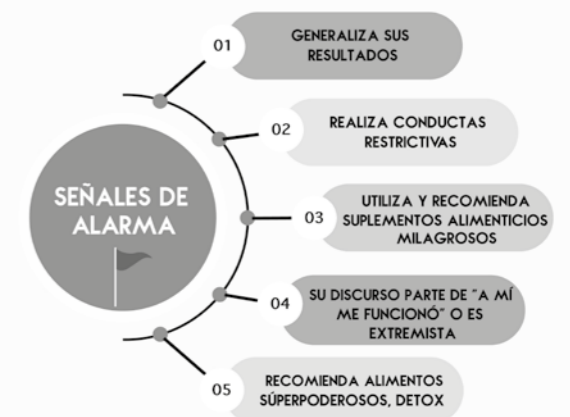 SEÑALES DE
ALARMA
01
GENERALIZA SUS
RESULTADOS
02
REALIZA CONDUCTAS
RESTRICTIVAS
03
UTILIZA Y RECOMIENDA
SUPLEMENTOS ALIMENTICIOS
MILAGROSOS
04
SU DISCURSO PARTE DE "A MÍ
ME FUNCIONÓ" O ES
EXTREMISTA
05
RECOMIENDA ALIMENTOS
SÚPERPODEROSOS, DETOX